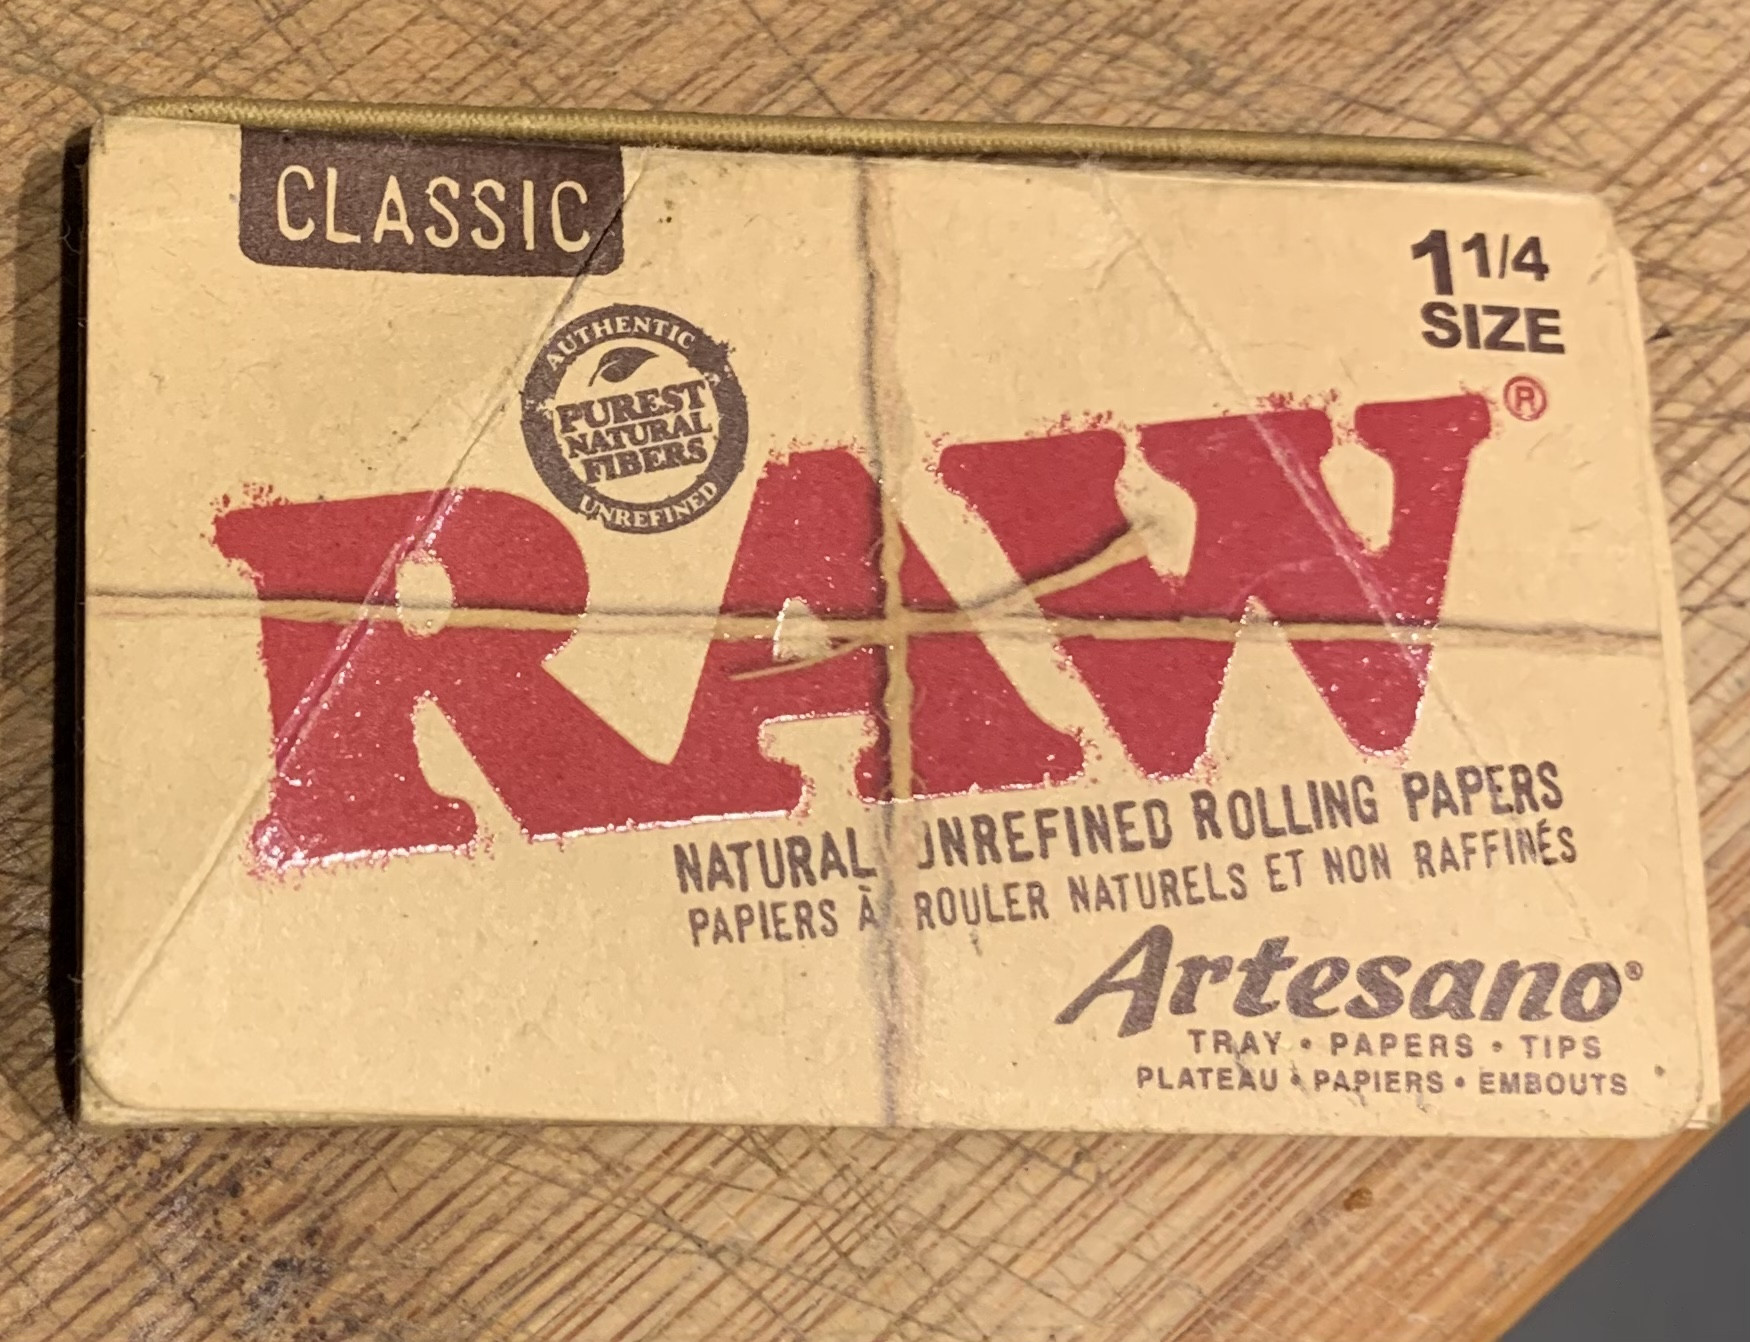 CLASSIC
1 1/4
SIZE
AUTHENTIC
PUREST
NATURAL
FIBERS
UNREFINED
RAW®
NATURAL UNREFINED ROLLING PAPERS
PAPIERS À ROULER NATURELS ET NON RAFFINÉS
Artesano®
TRAY • PAPERS • TIPS
PLATEAU • PAPIERS • EMBOUTS